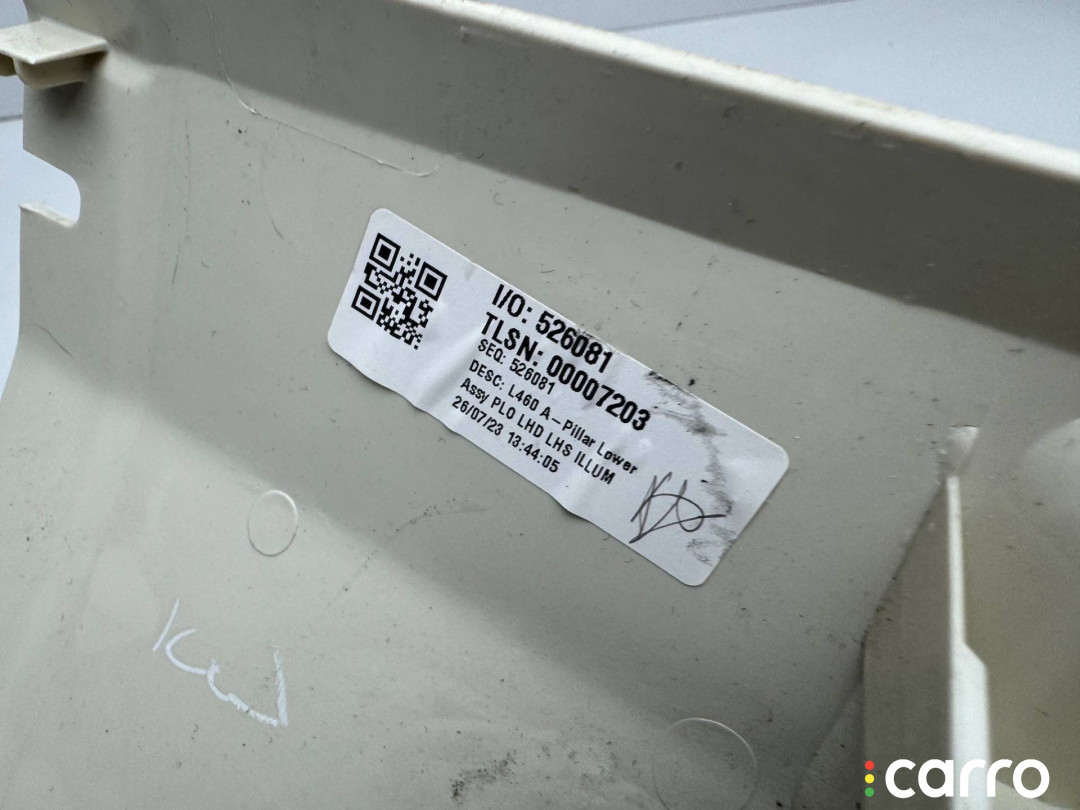 I/O: 526081
TLSN: 00007203
SEQ: 526081
DESC: L460 A-Pillar Lower
Assy PLO LHD LHS ILLUM
26/07/23 13:44:05
carro